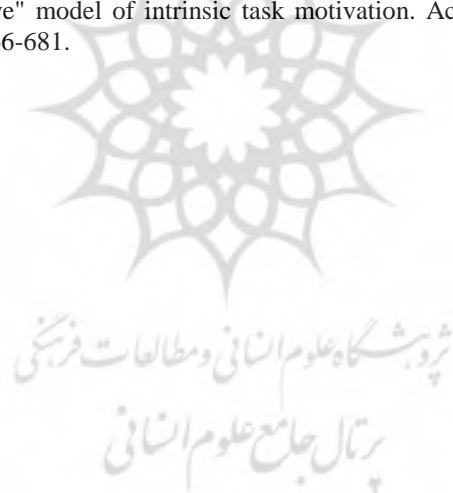 ve" model of intrinsic task motivation. Ac
6-681.
پژوهشگاه علوم انسانی و مطالعات فرهنگی
پرتال جامع علوم انسانی